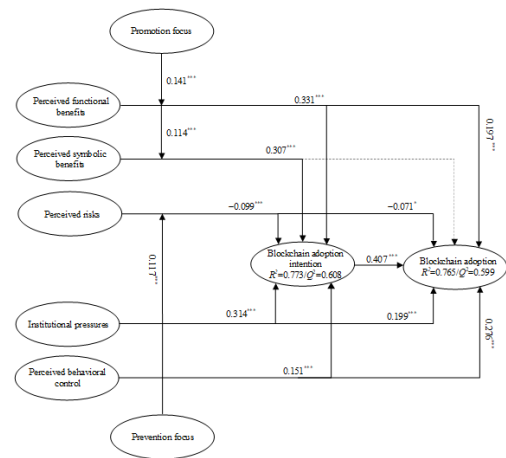 Promotion focus
0.141***
Perceived functional
benefits
0.331***
0.197***
0.114***
Perceived symbolic
benefits
0.307***
Perceived risks
−0.099***
−0.071*
0.117***
Blockchain adoption
intention
R²=0.773/Q²=0.608
0.407***
Blockchain adoption
R²=0.765/Q²=0.599
Institutional pressures
0.314***
0.199***
Perceived behavioral
control
0.151***
0.276***
Prevention focus